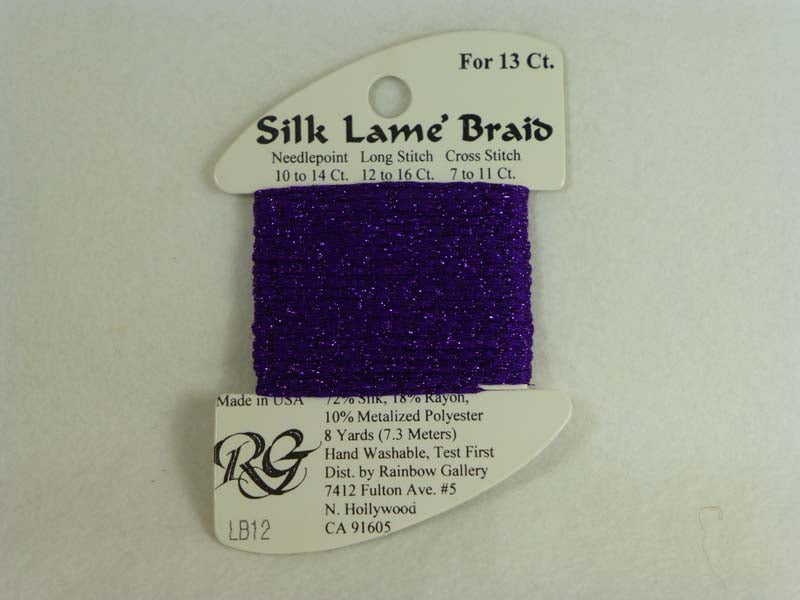 For 13 Ct.
Silk Lame' Braid
Needlepoint Long Stitch Cross Stitch
10 to 14 Ct. 12 to 16 Ct. 7 to 11 Ct.
Made in USA 72% Silk, 18% Rayon,
10% Metalized Polyester
8 Yards (7.3 Meters)
Hand Washable, Test First
RG
Dist. by Rainbow Gallery
7412 Fulton Ave. #5
N. Hollywood
LB12 CA 91605